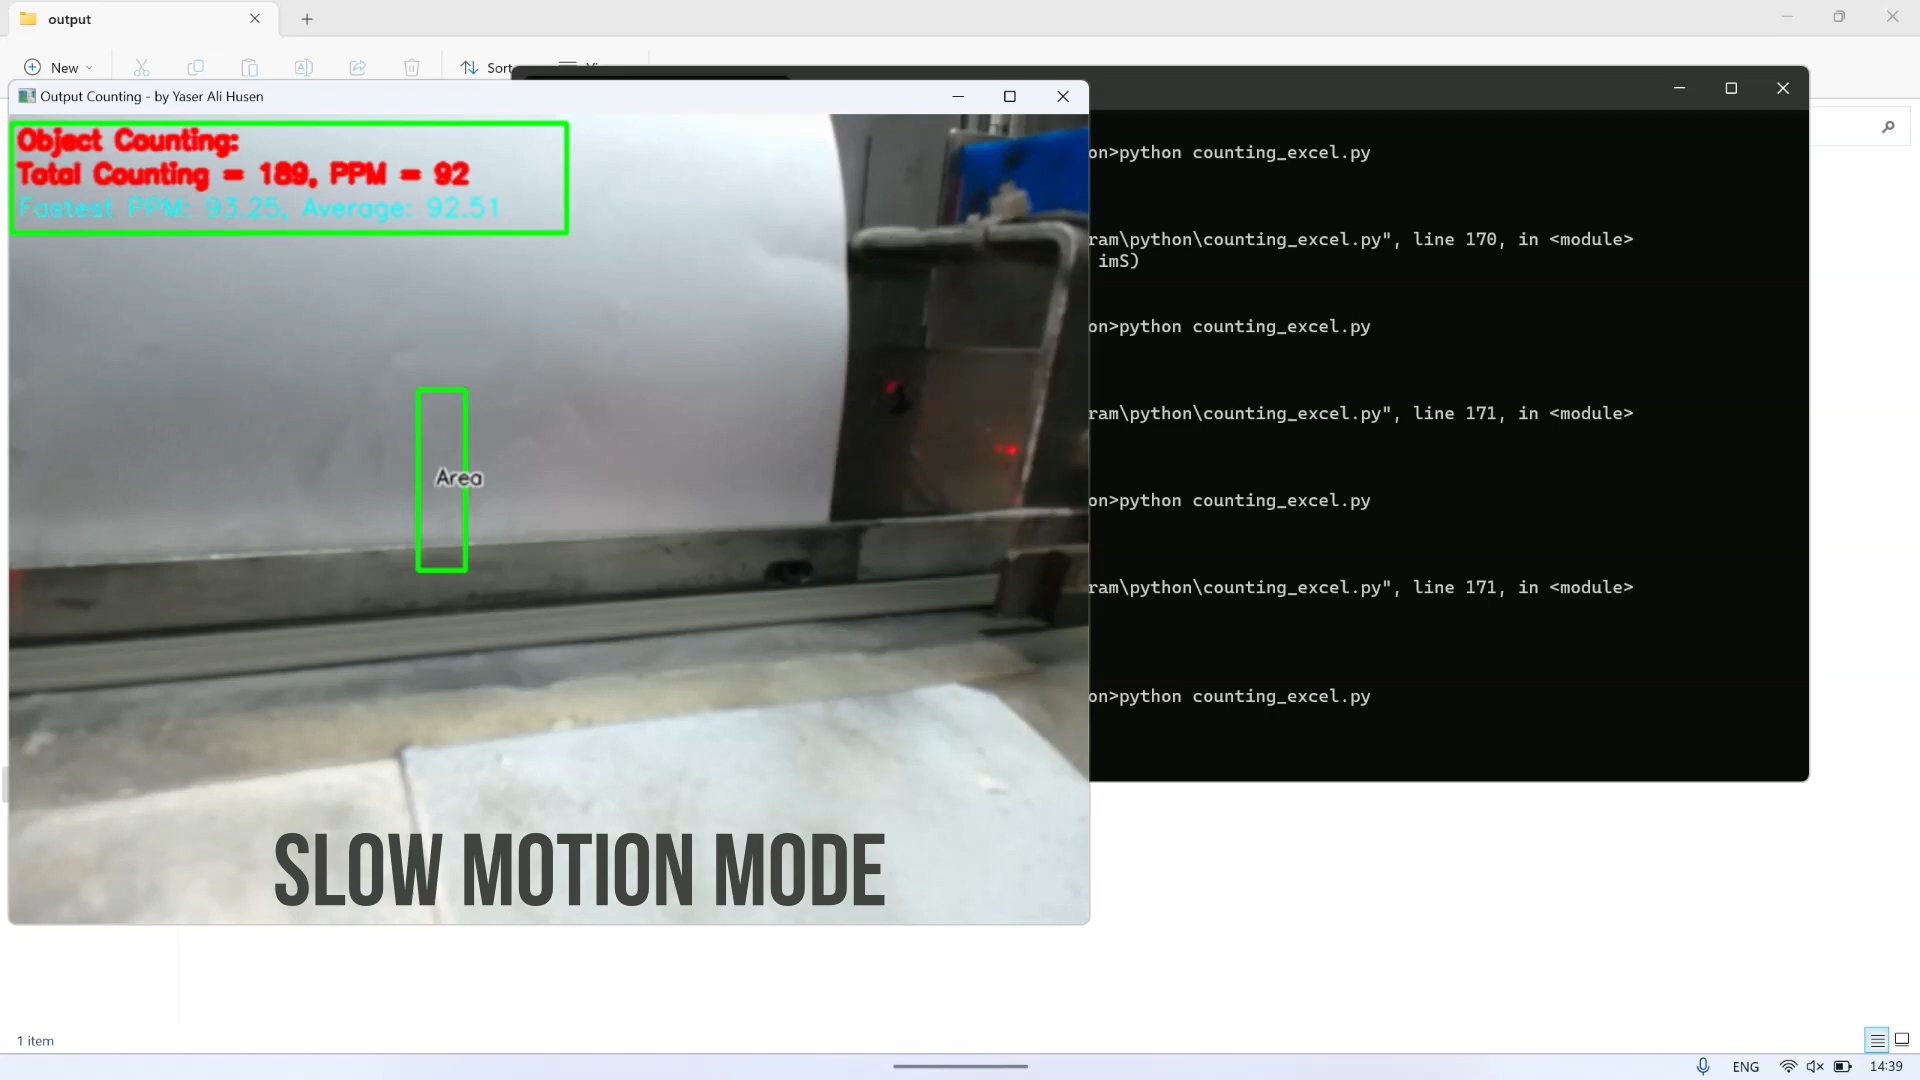 output
New
Sort
Output Counting - by Yaser Ali Husen
Object Counting:
Total Counting = 189, PPM = 92
Fastest PPM: 93.25, Average: 92.51
Area
SLOW MOTION MODE
on>python counting_excel.py
ram\python\counting_excel.py", line 170, in <module>
imS)
on>python counting_excel.py
ram\python\counting_excel.py", line 171, in <module>
on>python counting_excel.py
ram\python\counting_excel.py", line 171, in <module>
on>python counting_excel.py
1 item
ENG
14:39